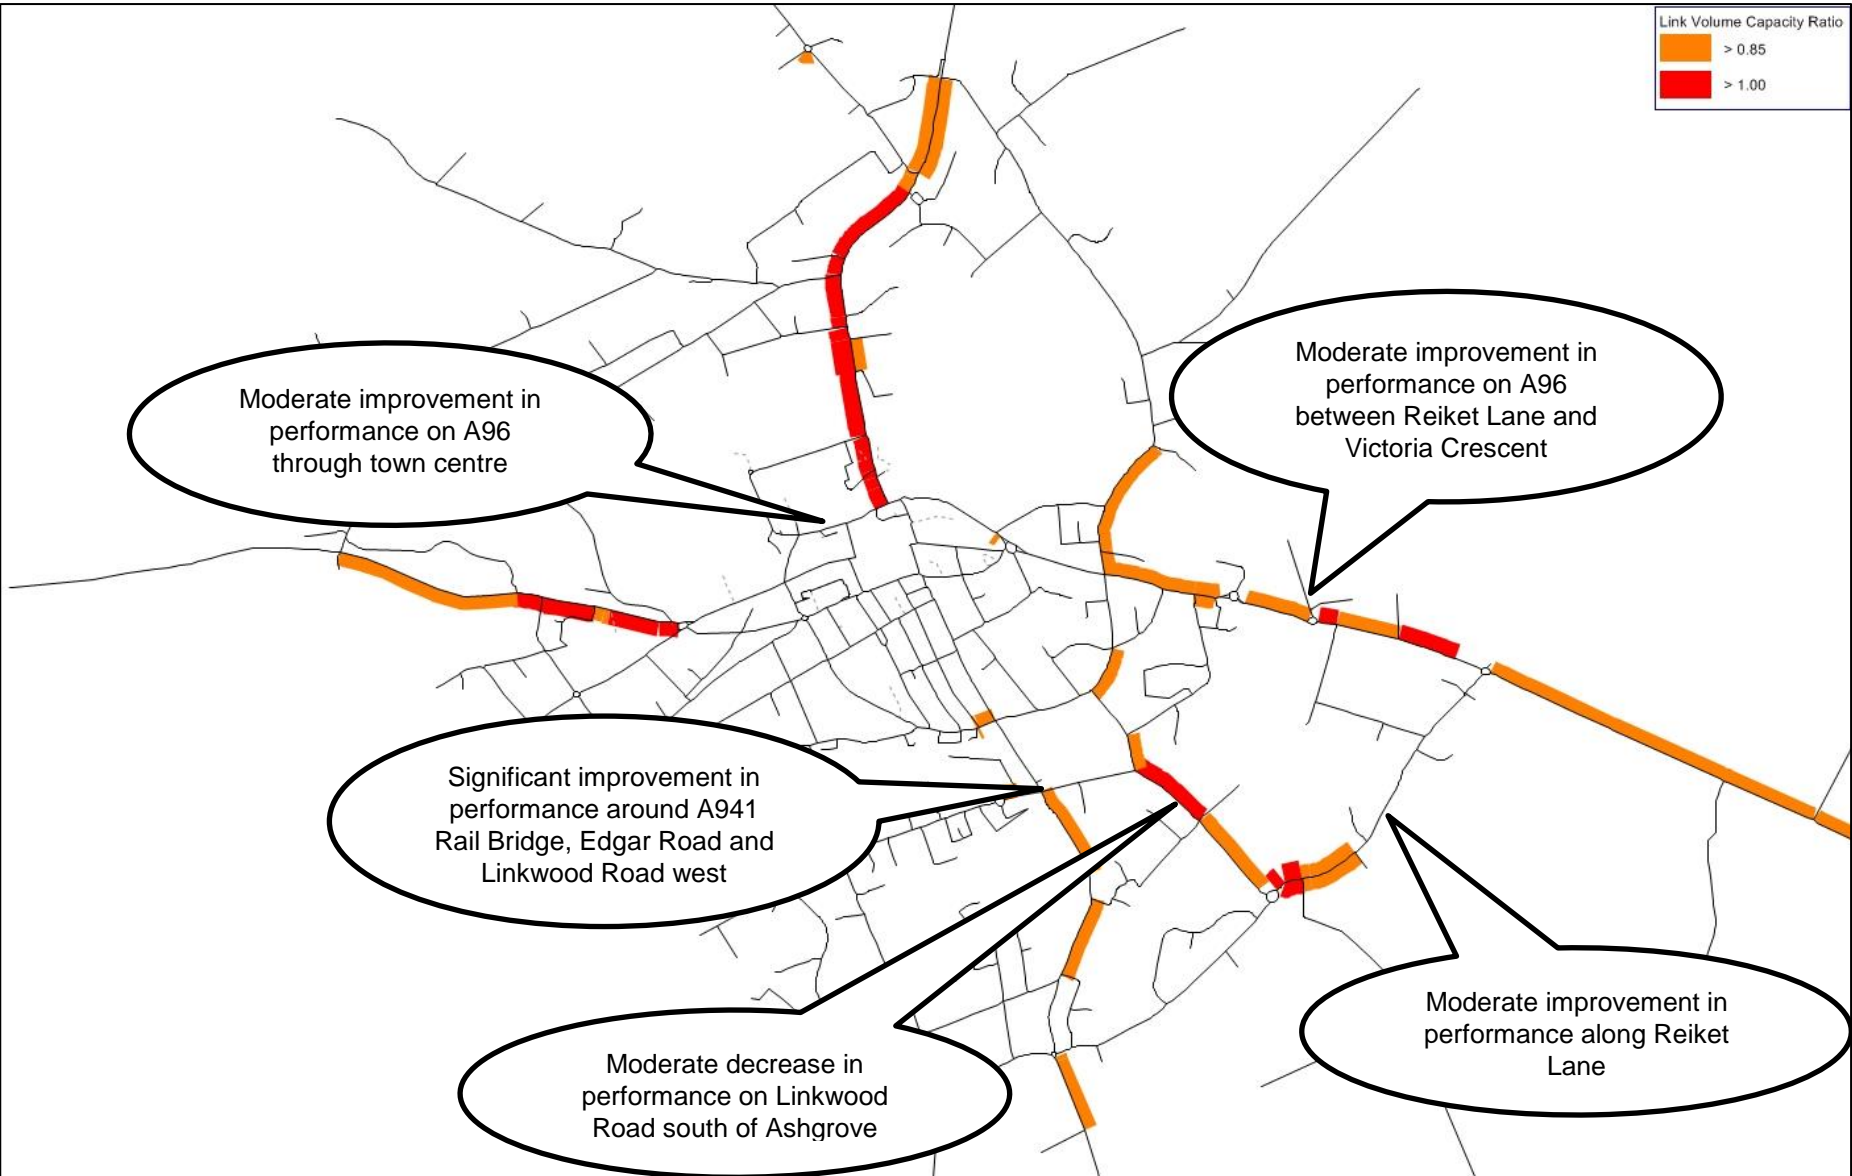 Link Volume Capacity Ratio
> 0.85
> 1.00
Moderate improvement in
performance on A96
between Reiket Lane and
Victoria Crescent
Moderate improvement in
performance on A96
through town centre
Significant improvement in
performance around A941
Rail Bridge, Edgar Road and
Linkwood Road west
Moderate improvement in
performance along Reiket
Lane
Moderate decrease in
performance on Linkwood
Road south of Ashgrove